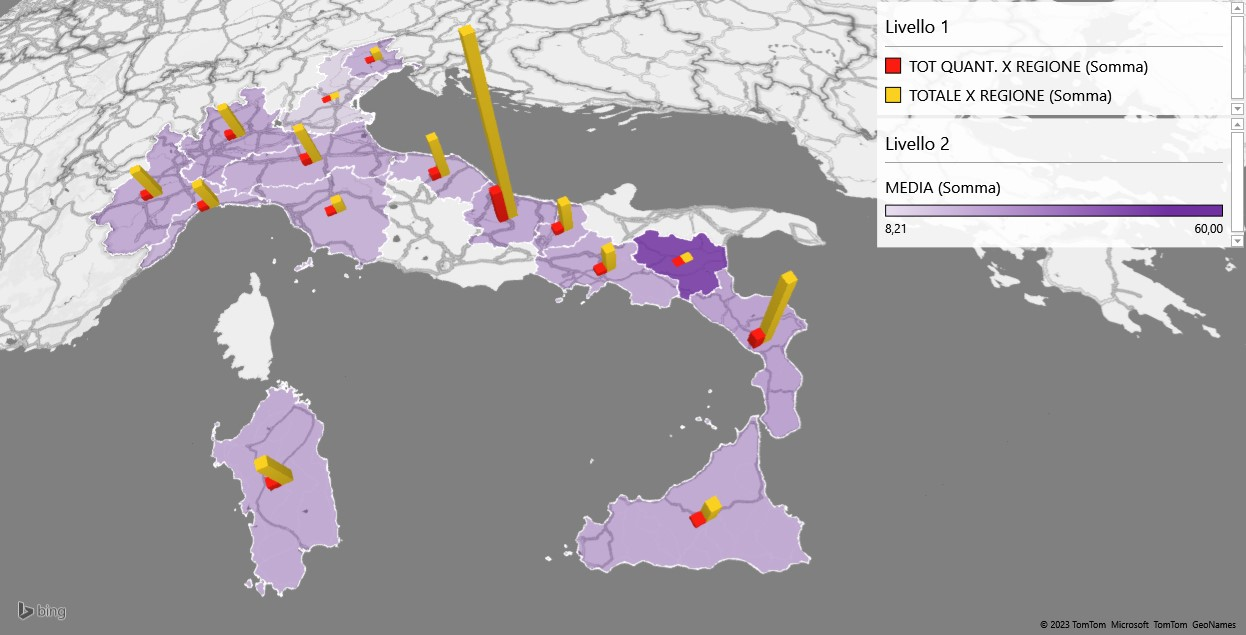 Livello 1
TOT QUANT. X REGIONE (Somma)
TOTALE X REGIONE (Somma)
Livello 2
MEDIA (Somma)
8,21 60,00
bing
© 2023 TomTom Microsoft TomTom GeoNames